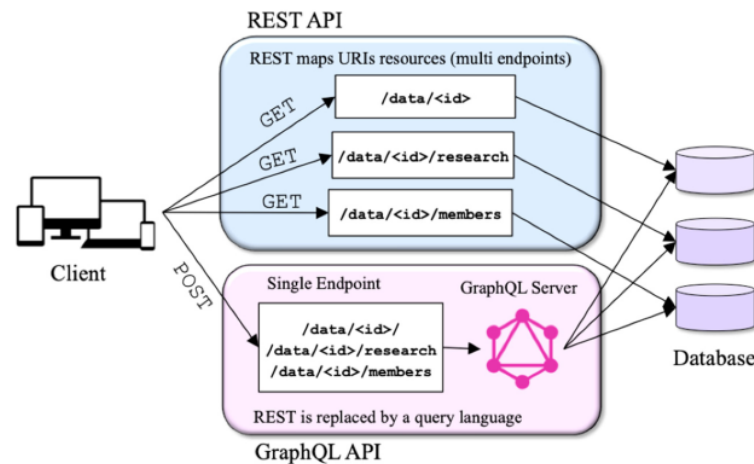 REST API
REST maps URIs resources (multi endpoints)
GET
/data/<id>
GET
/data/<id>/research
GET
/data/<id>/members
Client
POST
Single Endpoint
GraphQL Server
/data/<id>/
/data/<id>/research
/data/<id>/members
Database
REST is replaced by a query language
GraphQL API